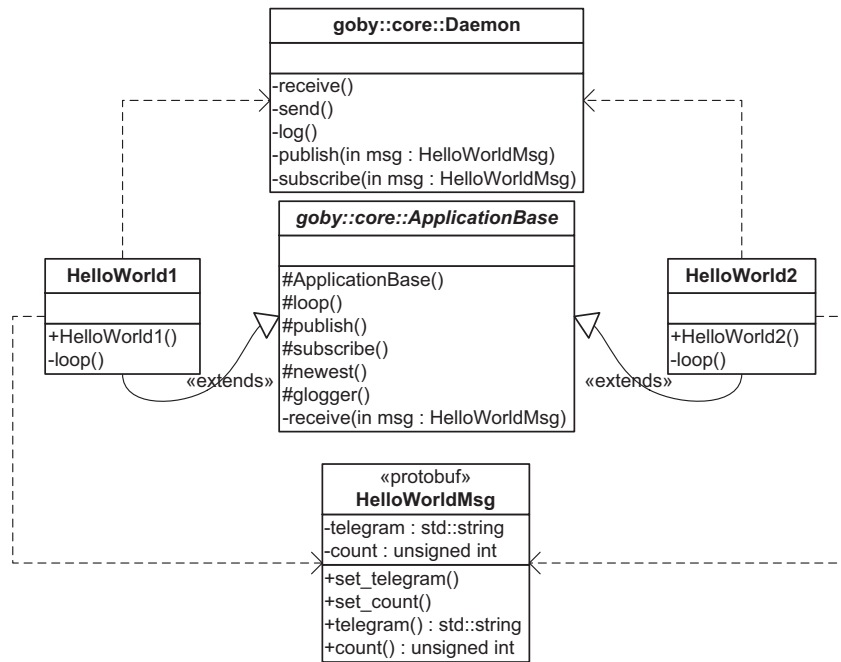 goby::core::Daemon
-receive()
-send()
-log()
-publish(in msg : HelloWorldMsg)
-subscribe(in msg : HelloWorldMsg)
goby::core::ApplicationBase
#ApplicationBase()
#loop()
#publish()
#subscribe()
#newest()
#glogger()
-receive(in msg : HelloWorldMsg)
HelloWorld1
+HelloWorld1()
-loop()
«extends»
HelloWorld2
+HelloWorld2()
-loop()
«extends»
«protobuf»
HelloWorldMsg
-telegram : std::string
-count : unsigned int
+set_telegram()
+set_count()
+telegram() : std::string
+count() : unsigned int